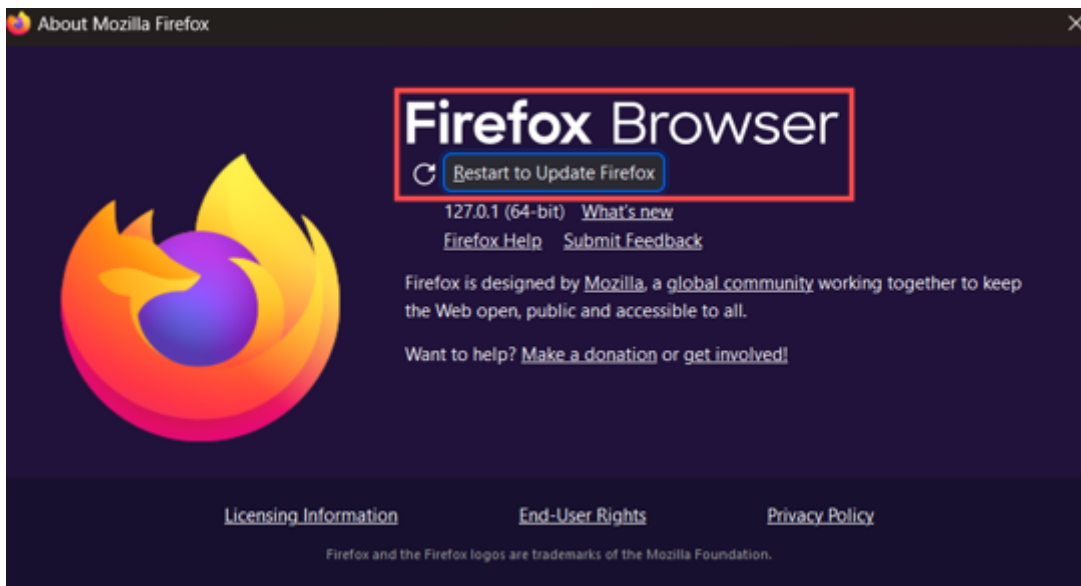 About Mozilla Firefox
Firefox Browser
Restart to Update Firefox
127.0.1 (64-bit) What's new
Firefox Help Submit Feedback
Firefox is designed by Mozilla, a global community working together to keep
the Web open, public and accessible to all.
Want to help? Make a donation or get involved!
Licensing Information End-User Rights Privacy Policy
Firefox and the Firefox logos are trademarks of the Mozilla Foundation.